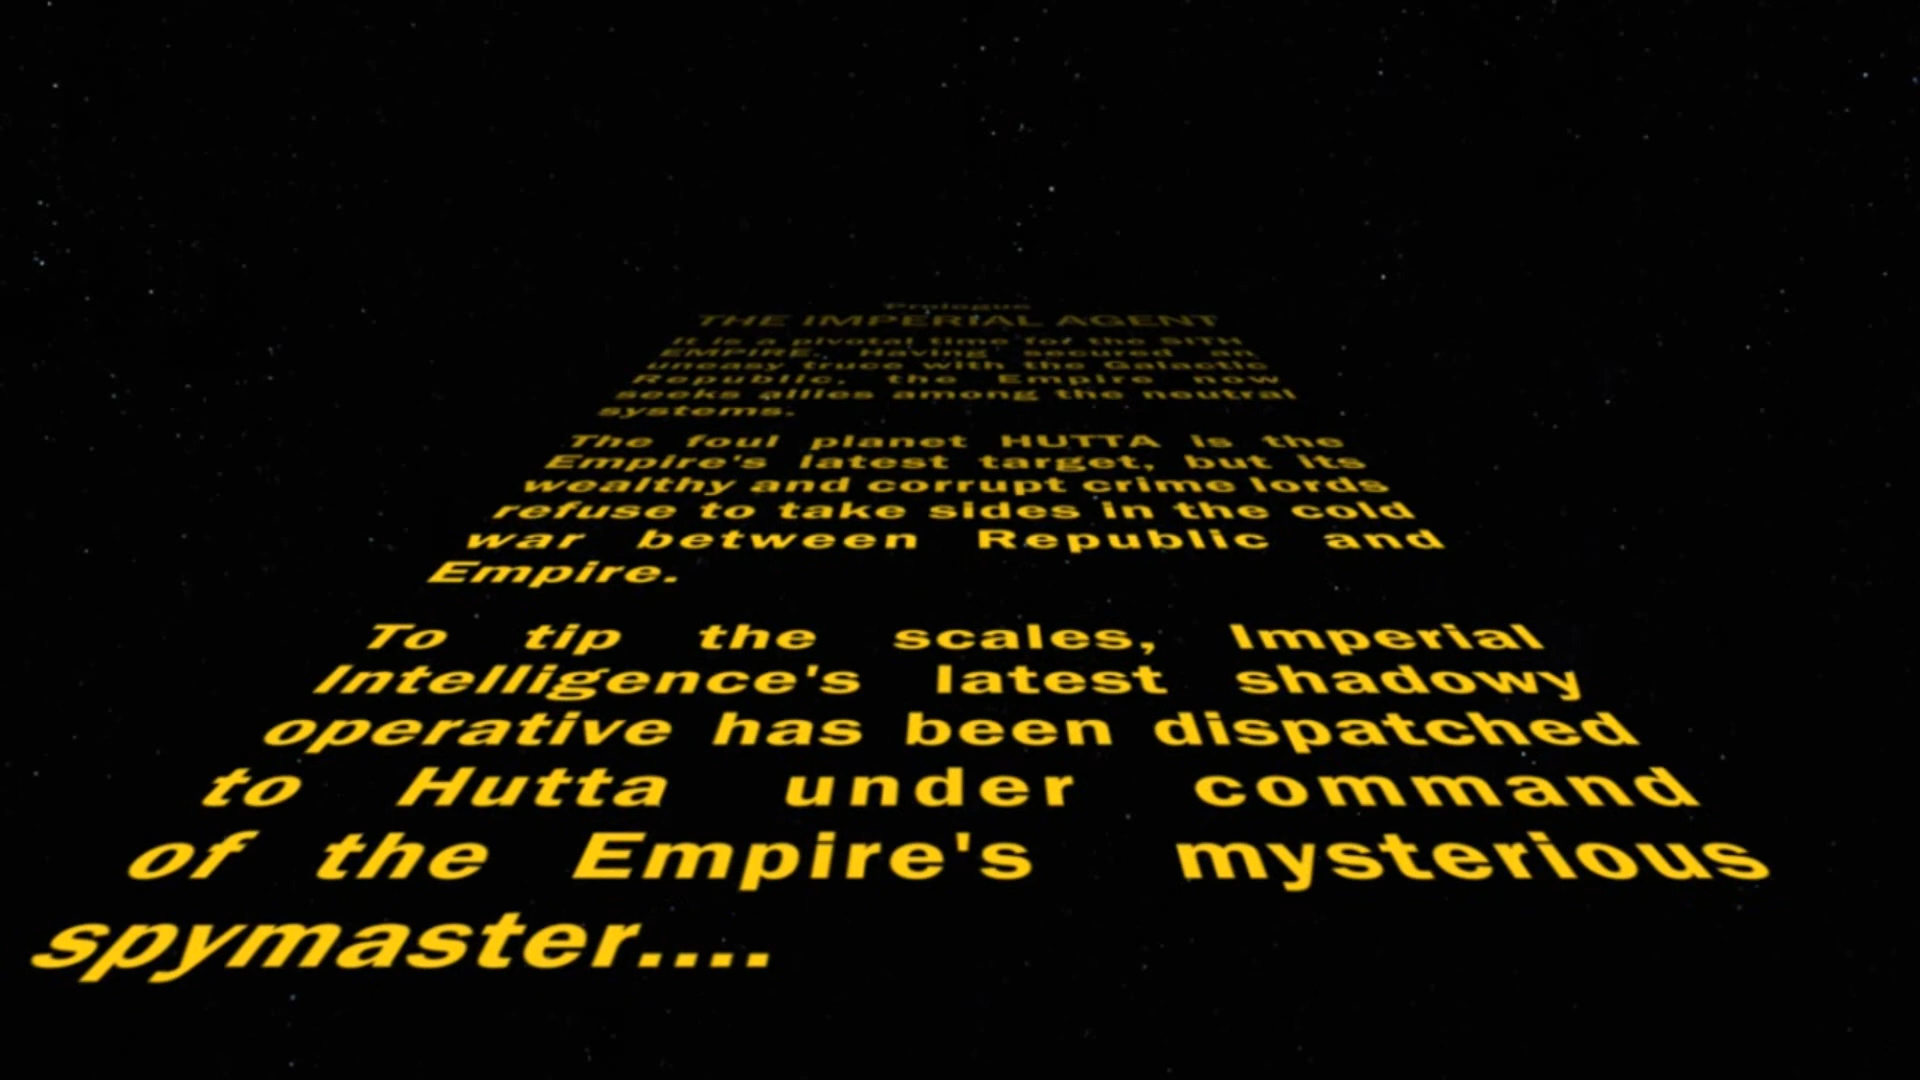 Prologue
THE IMPERIAL AGENT
It is a pivotal time for the SITH
EMPIRE. Having secured an
uneasy truce with the Galactic
Republic, the Empire now
seeks allies among the neutral
systems.
The foul planet HUTTA is the
Empire's latest target, but its
wealthy and corrupt crime lords
refuse to take sides in the cold
war between Republic and
Empire.
To tip the scales, Imperial
Intelligence's latest shadowy
operative has been dispatched
to Hutta under command
of the Empire's mysterious
spymaster....